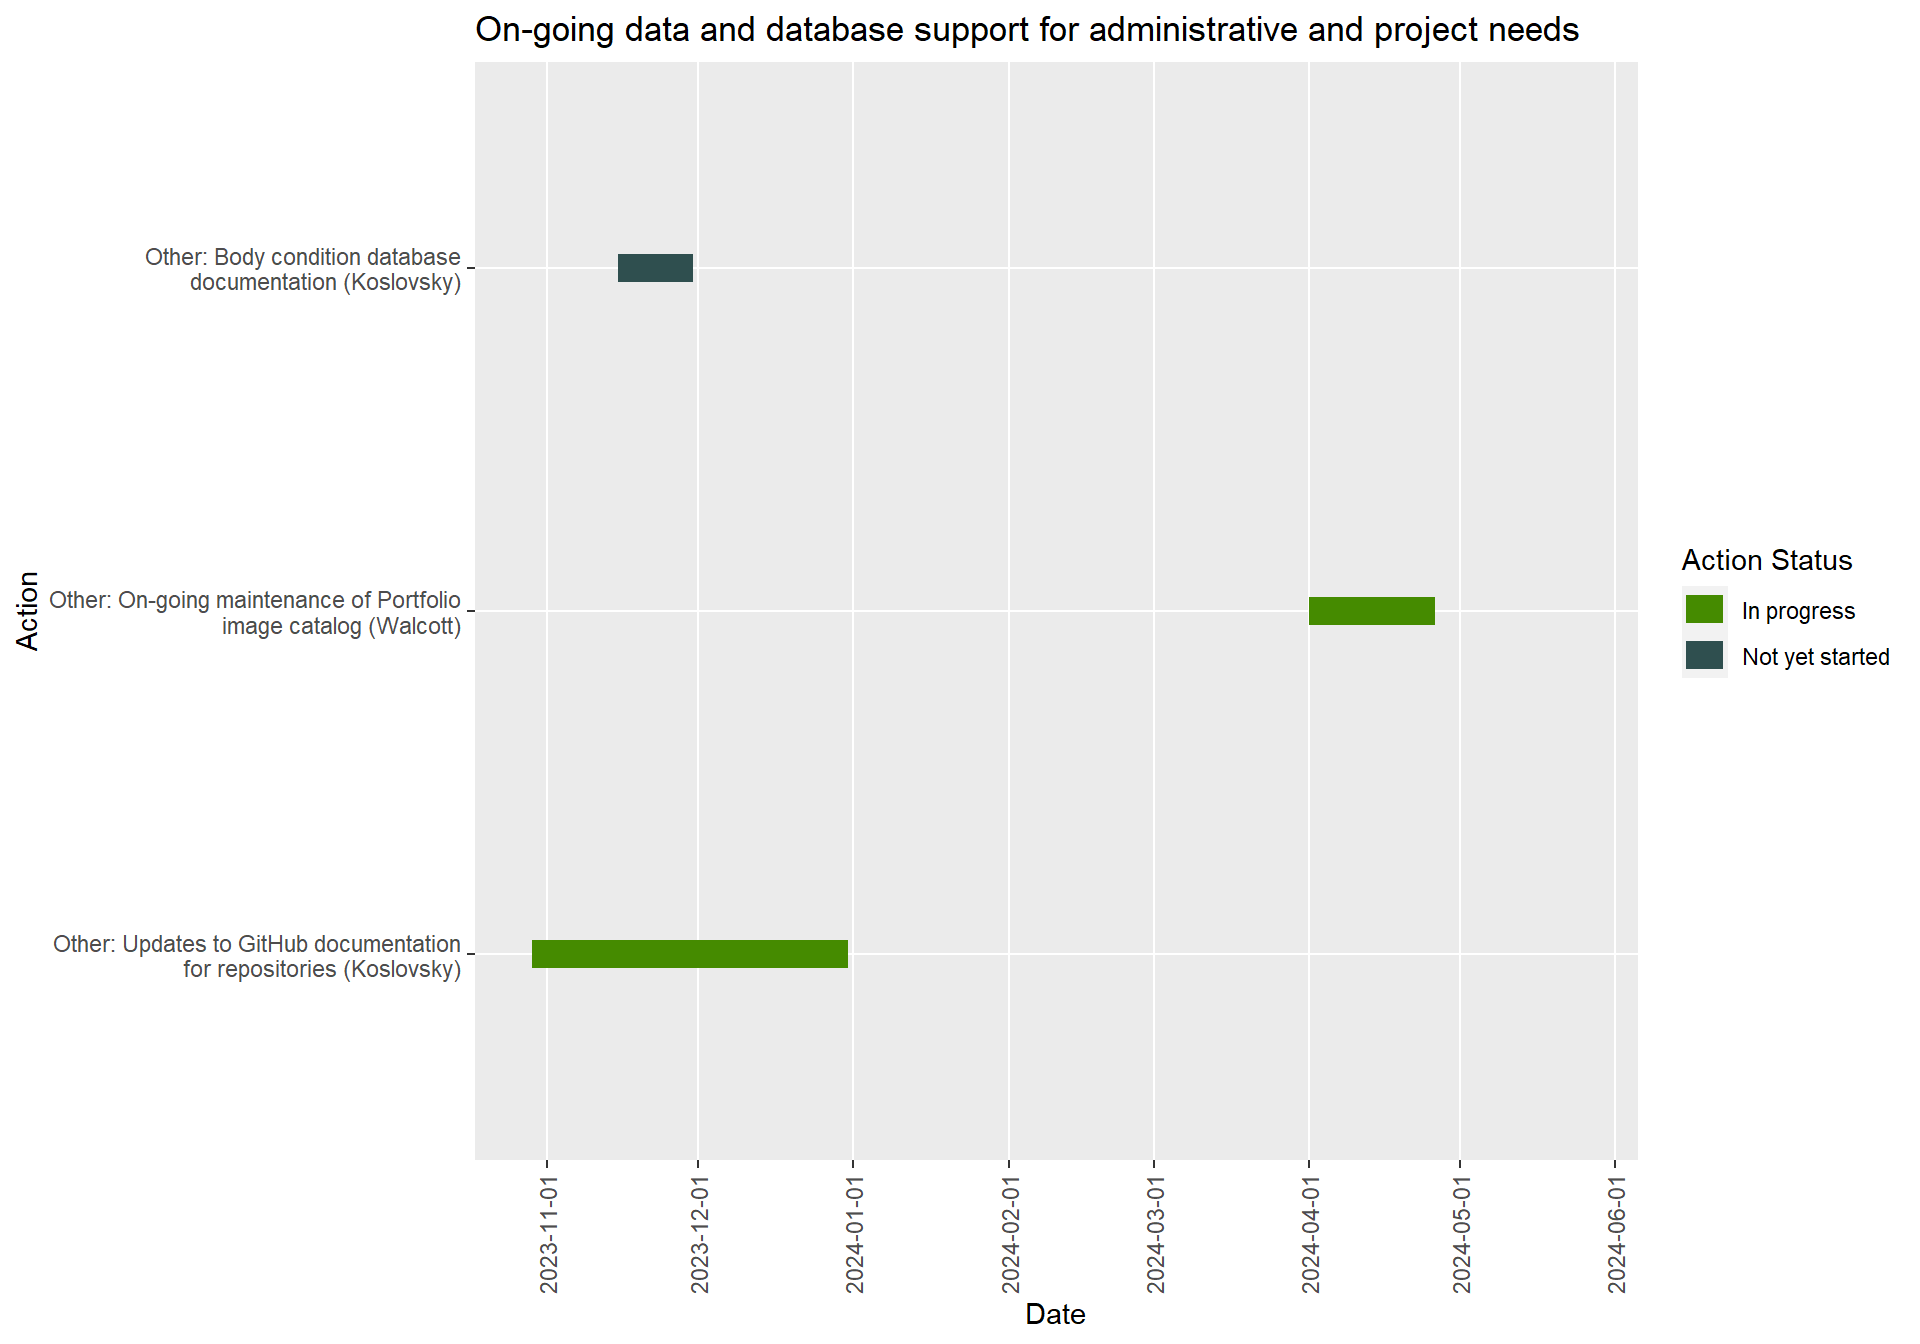 On-going data and database support for administrative and project needs
Other: Body condition database
documentation (Koslovsky)
Other: On-going maintenance of Portfolio
image catalog (Walcott)
Other: Updates to GitHub documentation
for repositories (Koslovsky)
Action
2023-11-01
2023-12-01
2024-01-01
2024-02-01
2024-03-01
2024-04-01
2024-05-01
2024-06-01
Date
Action Status
In progress
Not yet started